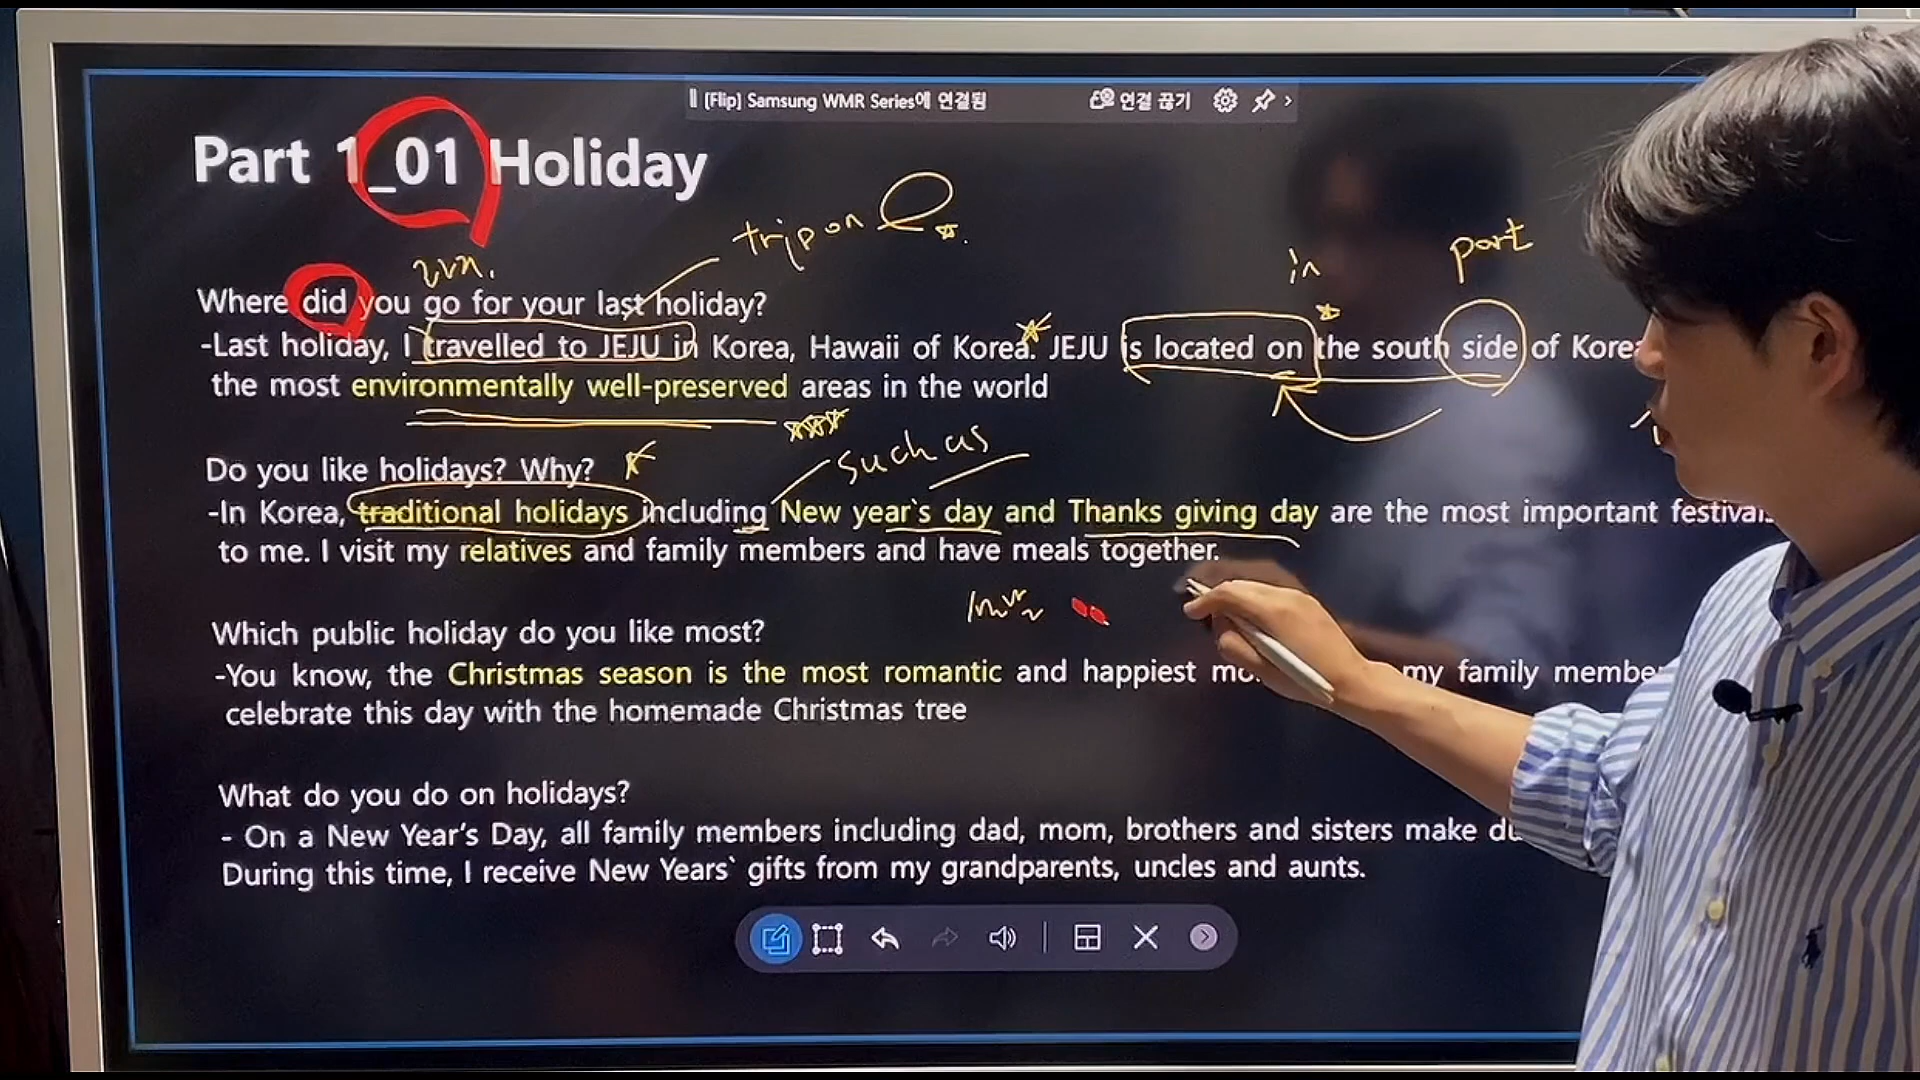 [Flip] Samsung WMR Series에 연결됨 연결 끊기
Part 1_01 Holiday
trip on
in
part
Where did you go for your last holiday?
-Last holiday, I travelled to JEJU in Korea, Hawaii of Korea. JEJU is located on the south side of Korea
the most environmentally well-preserved areas in the world
such as
Do you like holidays? Why?
-In Korea, traditional holidays including New year`s day and Thanks giving day are the most important festivals
to me. I visit my relatives and family members and have meals together.
Which public holiday do you like most?
-You know, the Christmas season is the most romantic and happiest my family
celebrate this day with the homemade Christmas tree
What do you do on holidays?
- On a New Year's Day, all family members including dad, mom, brothers and sisters make
During this time, I receive New Years` gifts from my grandparents, uncles and aunts.